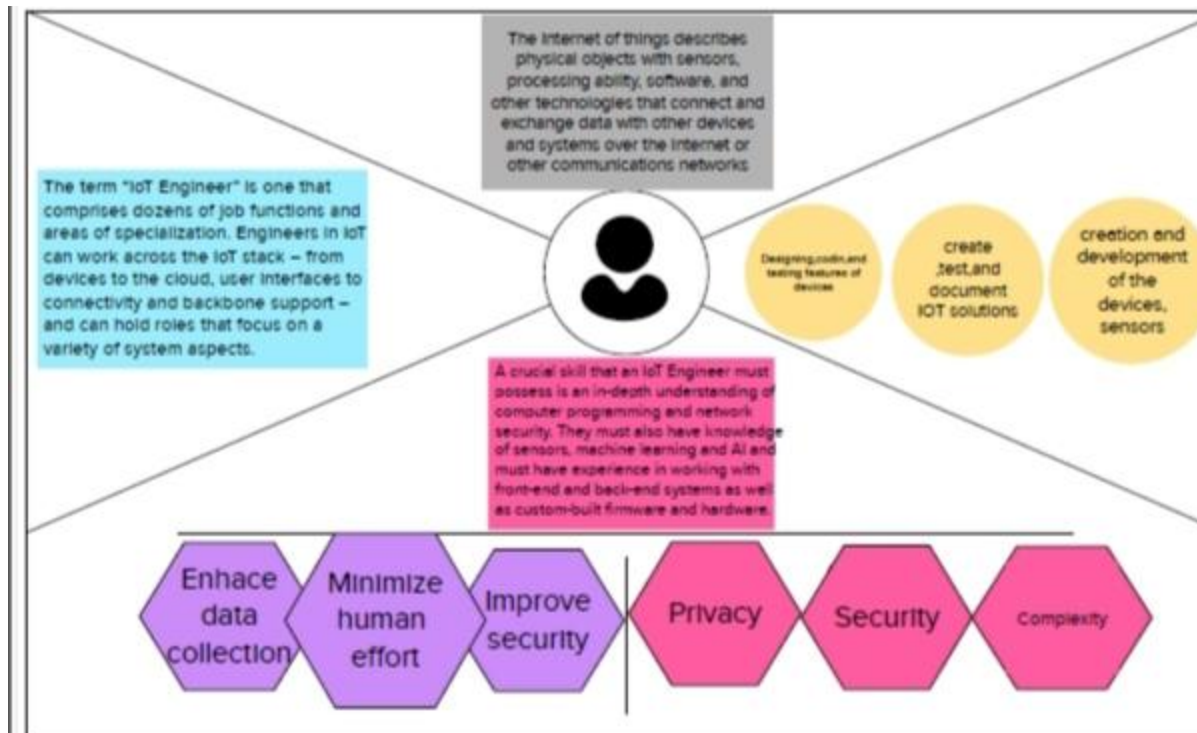 The Internet of things describes
physical objects with sensors,
processing ability, software, and
other technologies that connect and
exchange data with other devices
and systems over the Internet or
other communications networks
The term "IoT Engineer" is one that
comprises dozens of job functions and
areas of specialization. Engineers in IoT
can work across the IoT stack – from
devices to the cloud, user interfaces to
connectivity and backbone support –
and can hold roles that focus on a
variety of system aspects.
Designing,codin,and
testing features of
devices
create
,test,and
document
IOT solutions
creation and
development
of the
devices,
sensors
A crucial skill that an IoT Engineer must
possess is an in-depth understanding of
computer programming and network
security. They must also have knowledge
of sensors, machine learning and AI and
must have experience in working with
front-end and back-end systems as well
as custom-built firmware and hardware.
Enhace
data
collection
Minimize
human
effort
Improve
security
Privacy
Security
Complexity